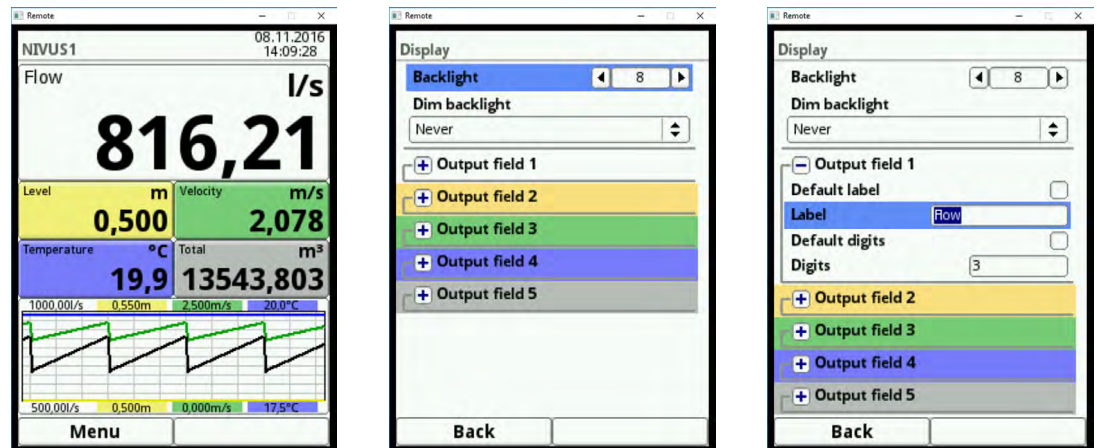 Remote
NIVUS1
08.11.2016
14:09:28
Flow
l/s
816,21
Level m
0,500
Velocity m/s
2,078
Temperature °C
19,9
Total m³
13543,803
1000,00l/s 0,550m 2,500m/s 20,0°C
500,00l/s 0,500m 0,000m/s 17,5°C
Menu
Remote
Display
Backlight 8
Dim backlight
Never
Output field 1
Output field 2
Output field 3
Output field 4
Output field 5
Back
Remote
Display
Backlight 8
Dim backlight
Never
Output field 1
Default label
Label Flow
Default digits
Digits 3
Output field 2
Output field 3
Output field 4
Output field 5
Back